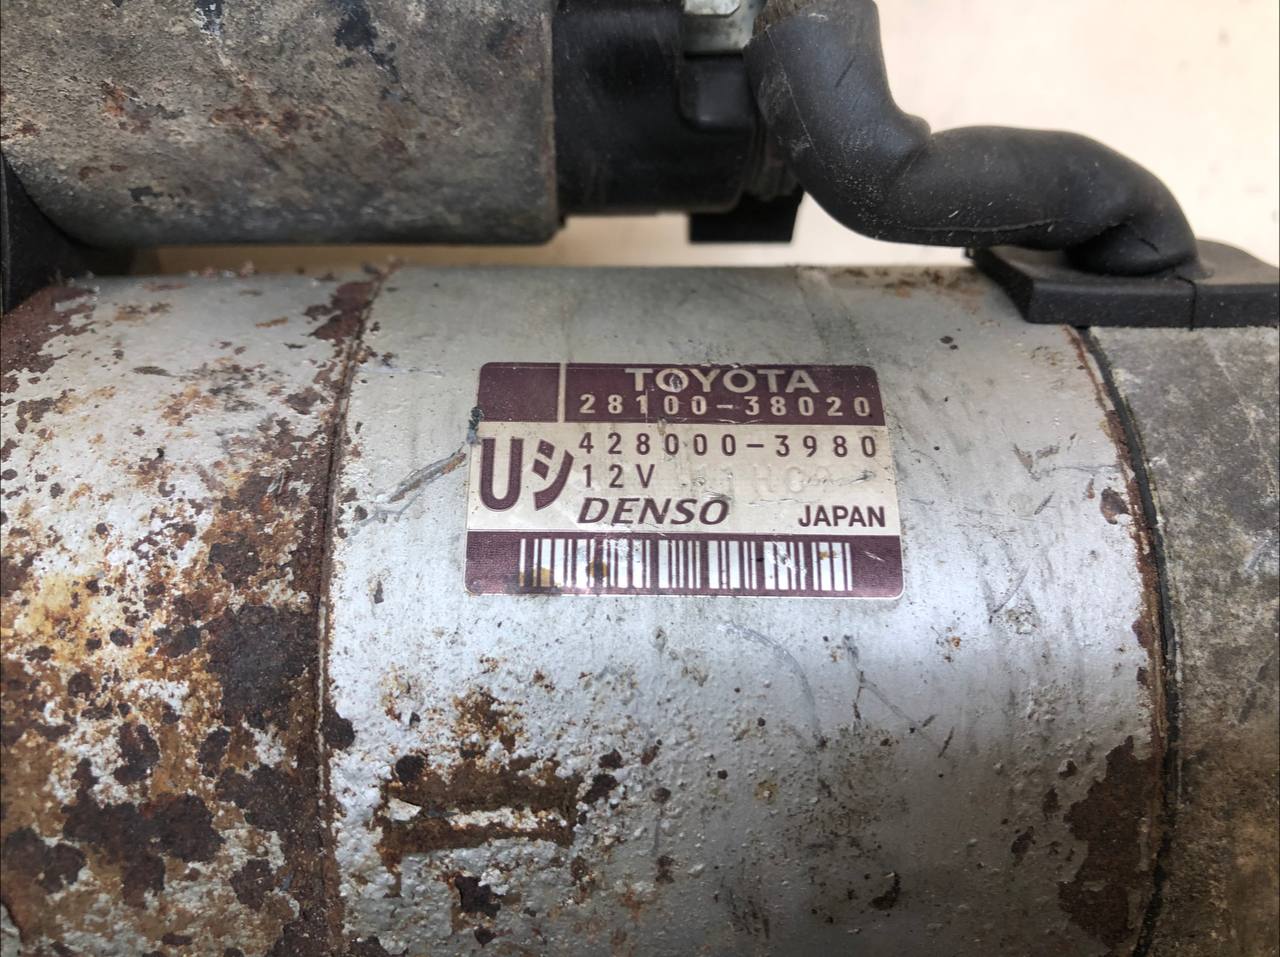 TOYOTA
28100-38020
Uシ
428000-3980
12V
DENSO JAPAN